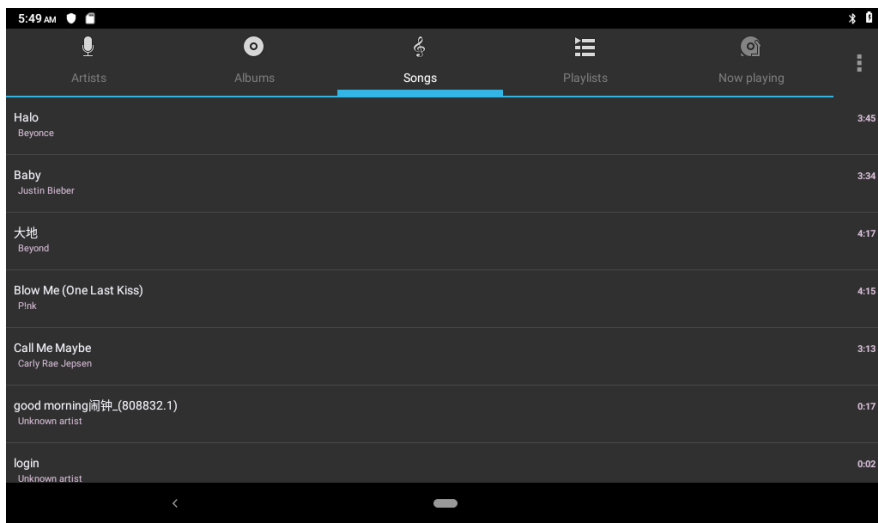 5:49 AM
Artists
Albums
Songs
Playlists
Now playing
Halo
3:45
Beyonce
Baby
3:34
Justin Bieber
大地
4:17
Beyond
Blow Me (One Last Kiss)
4:15
P!nk
Call Me Maybe
3:13
Carly Rae Jepsen
good morning闹钟_(808832.1)
0:17
Unknown artist
login
0:02
Unknown artist